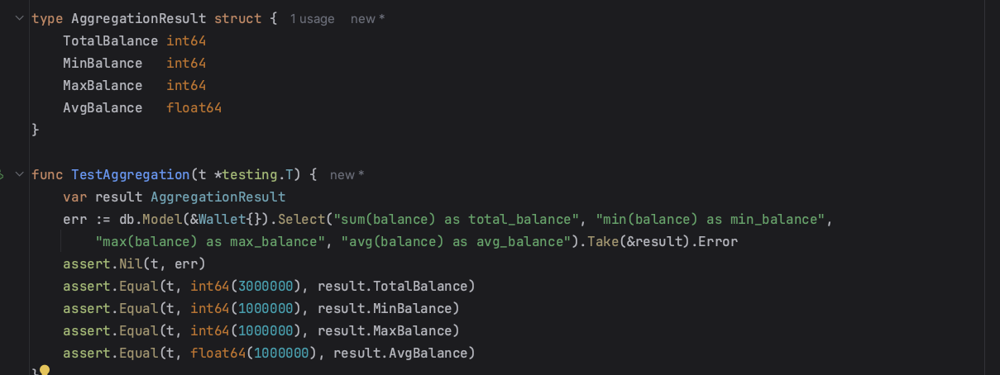 type AggregationResult struct { 1 usage new *
    TotalBalance int64
    MinBalance   int64
    MaxBalance   int64
    AvgBalance   float64
}
func TestAggregation(t *testing.T) { new *
    var result AggregationResult
    err := db.Model(&Wallet{}).Select("sum(balance) as total_balance", "min(balance) as min_balance",
        "max(balance) as max_balance", "avg(balance) as avg_balance").Take(&result).Error
    assert.Nil(t, err)
    assert.Equal(t, int64(3000000), result.TotalBalance)
    assert.Equal(t, int64(1000000), result.MinBalance)
    assert.Equal(t, int64(1000000), result.MaxBalance)
    assert.Equal(t, float64(1000000), result.AvgBalance)
}